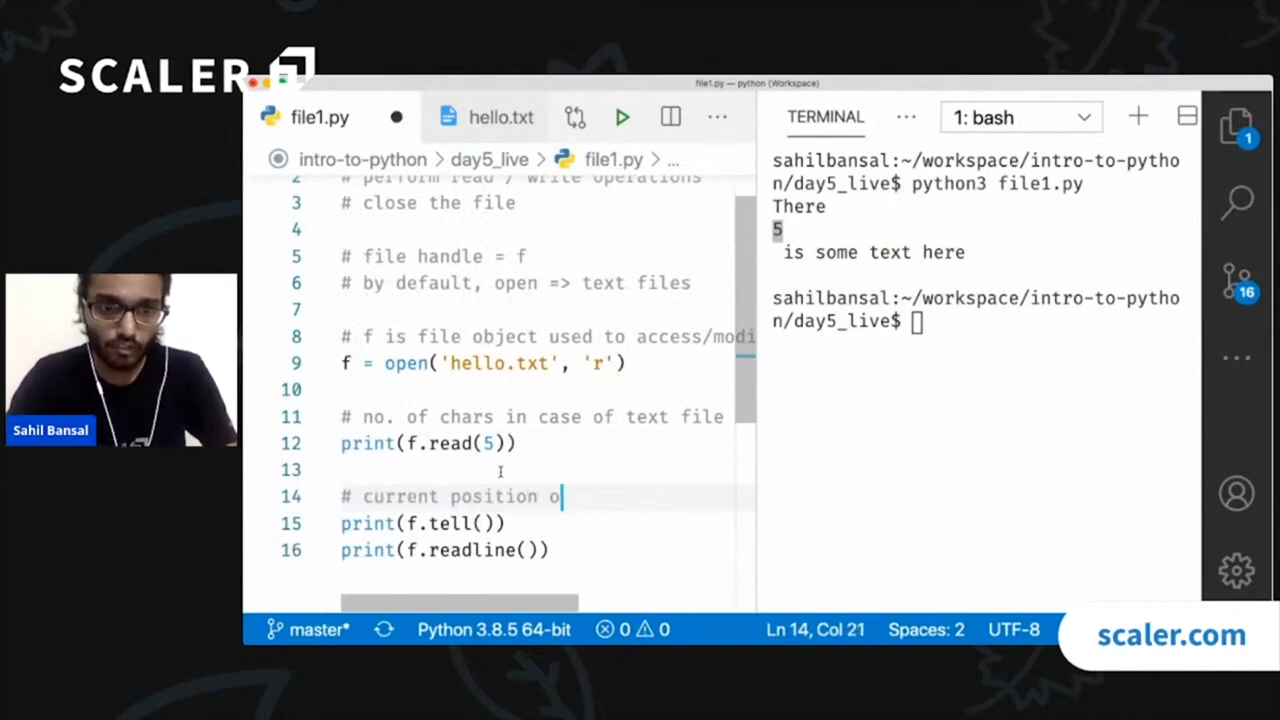 SCALER
file1.py — python (Workspace)
file1.py
hello.txt
TERMINAL
1: bash
intro-to-python > day5_live > file1.py > ...
2 # perform read / write operations
3 # close the file
4
5 # file handle = f
6 # by default, open => text files
7
8 # f is file object used to access/modi
9 f = open('hello.txt', 'r')
10
11 # no. of chars in case of text file
12 print(f.read(5))
13
14 # current position o
15 print(f.tell())
16 print(f.readline())
sahilbansal:~/workspace/intro-to-pytho
n/day5_live$ python3 file1.py
There
5
is some text here
sahilbansal:~/workspace/intro-to-pytho
n/day5_live$
1
16
Sahil Bansal
master*
Python 3.8.5 64-bit
0
0
Ln 14, Col 21
Spaces: 2
UTF-8
scaler.com